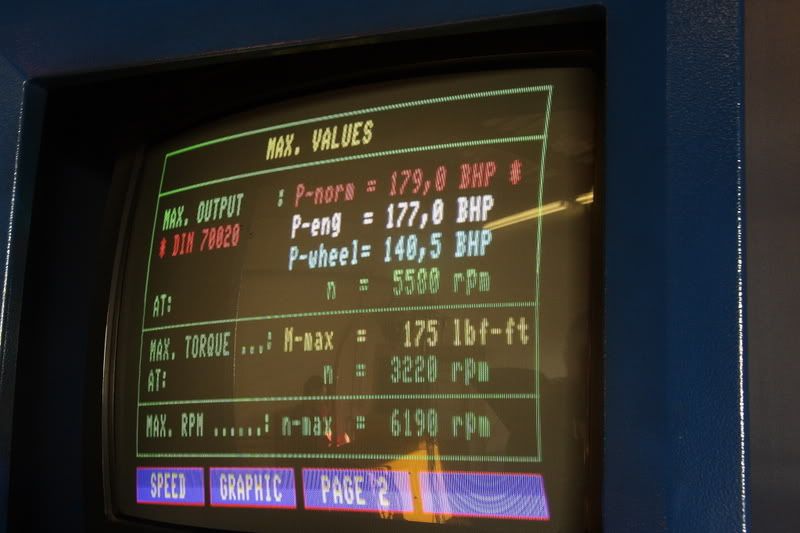 MAX. VALUES
MAX. OUTPUT : P-norm = 179,0 BHP *
* DIN 70020 P-eng = 177,0 BHP
P-wheel= 140,5 BHP
AT: n = 5500 rpm
MAX. TORQUE ...: M-max = 175 lbf-ft
AT: n = 3220 rpm
MAX. RPM ......: n-max = 6190 rpm
SPEED GRAPHIC PAGE 2